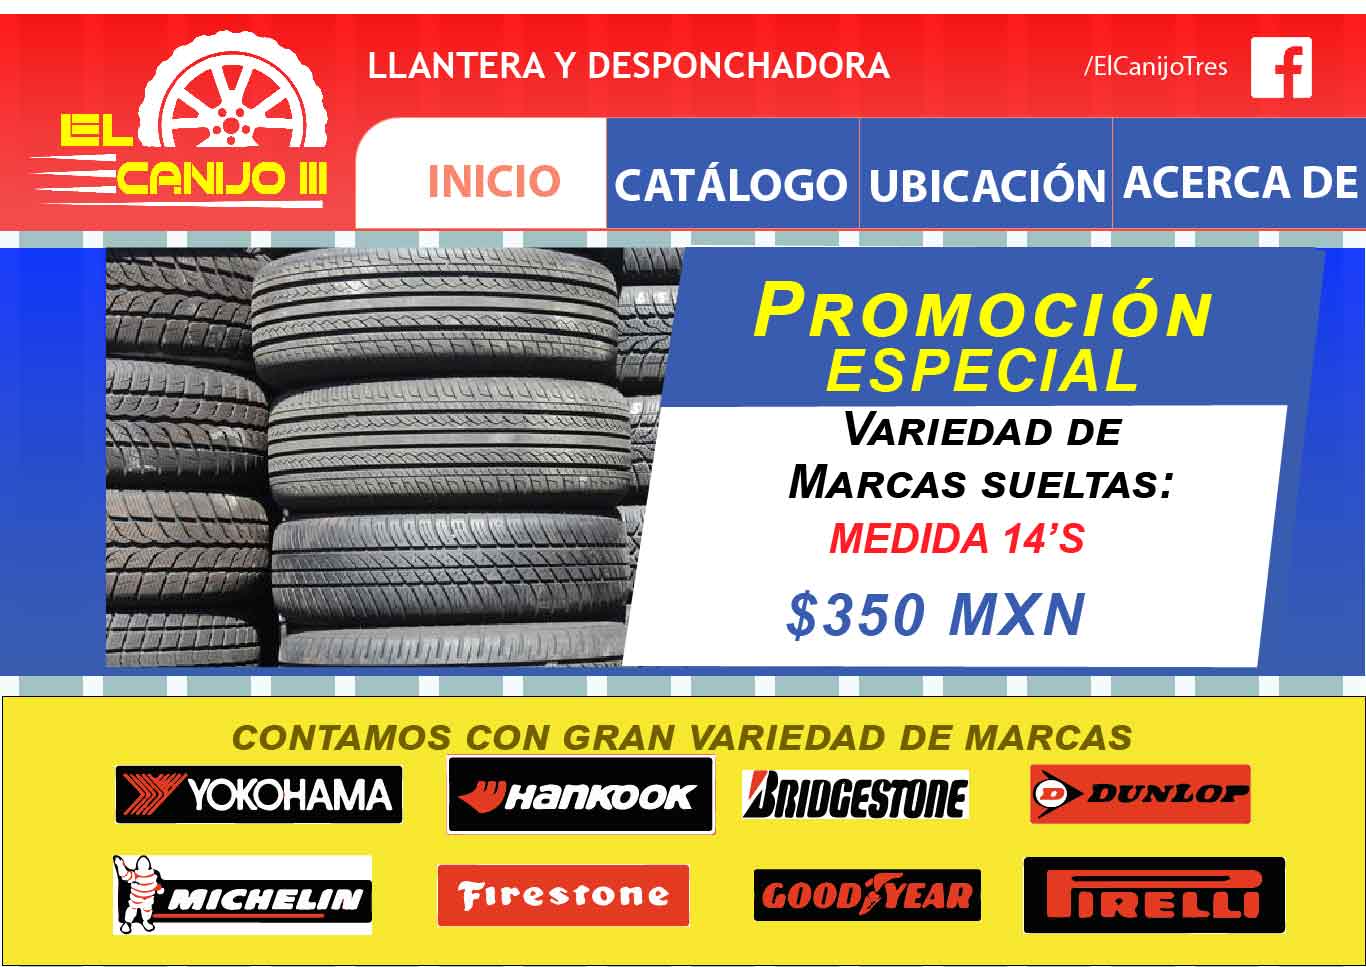 EL
CANIJO III
LLANTERA Y DESPONCHADORA
/ElCanijoTres
INICIO
CATÁLOGO
UBICACIÓN
ACERCA DE
PROMOCIÓN
ESPECIAL
VARIEDAD DE
MARCAS SUELTAS:
MEDIDA 14’S
$350 MXN
CONTAMOS CON GRAN VARIEDAD DE MARCAS
YOKOHAMA
HANKOOK
BRIDGESTONE
D DUNLOP
MICHELIN
Firestone
GOODYEAR
PIRELLI